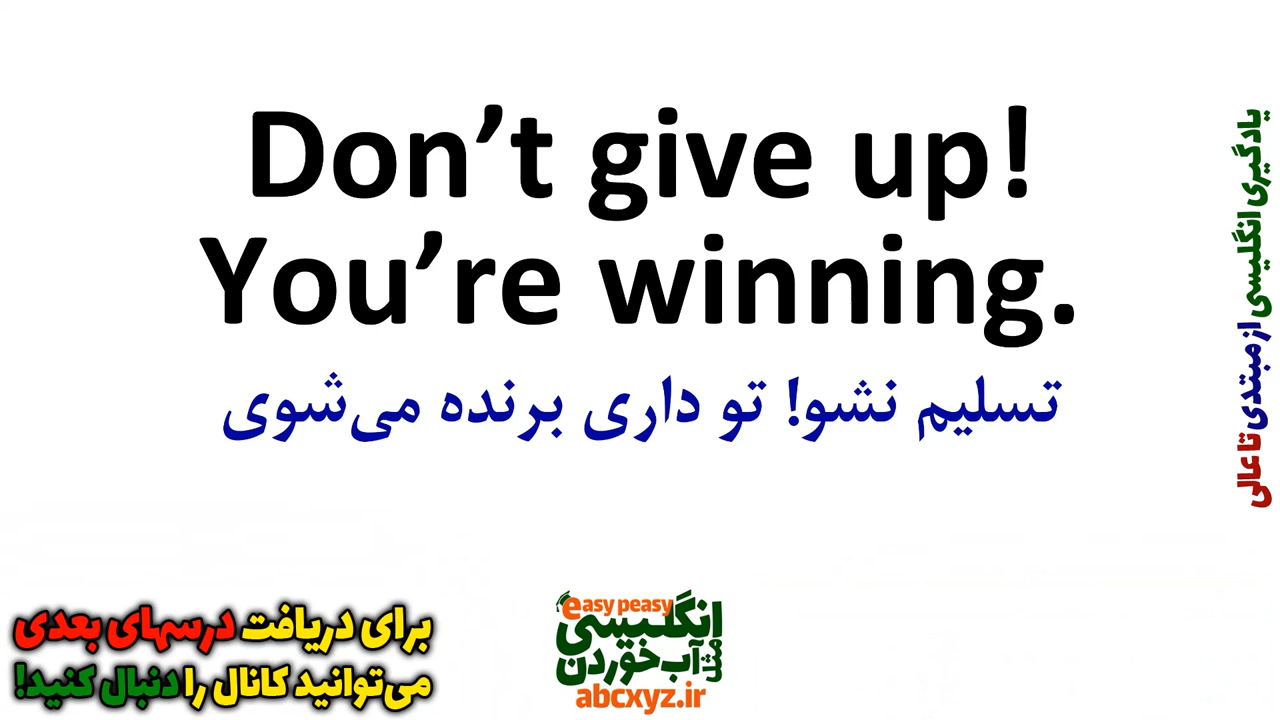 Don’t give up!
You’re winning.
تسلیم نشو! تو داری برنده می‌شوی
یادگیری انگلیسی از مبتدی تا عالی
برای دریافت درسهای بعدی
می‌توانید کانال را دنبال کنید!
easy peasy
انگلیسی
مثل آب خوردن
abcxyz.ir